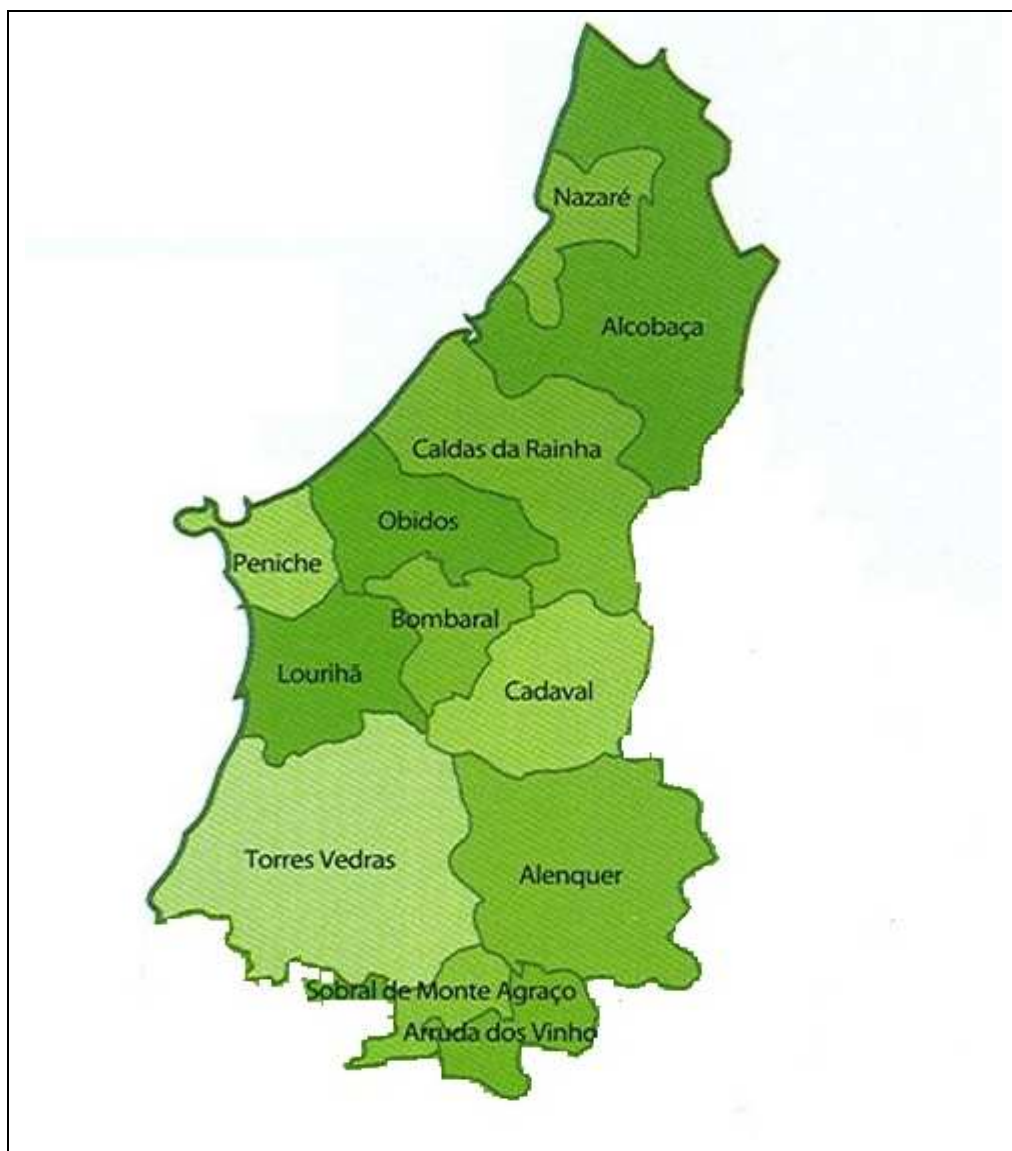 Nazaré
Alcobaça
Caldas da Rainha
Obidos
Peniche
Bombaral
Lourihã
Cadaval
Torres Vedras
Alenquer
Sobral de Monte Agraço
Arruda dos Vinho